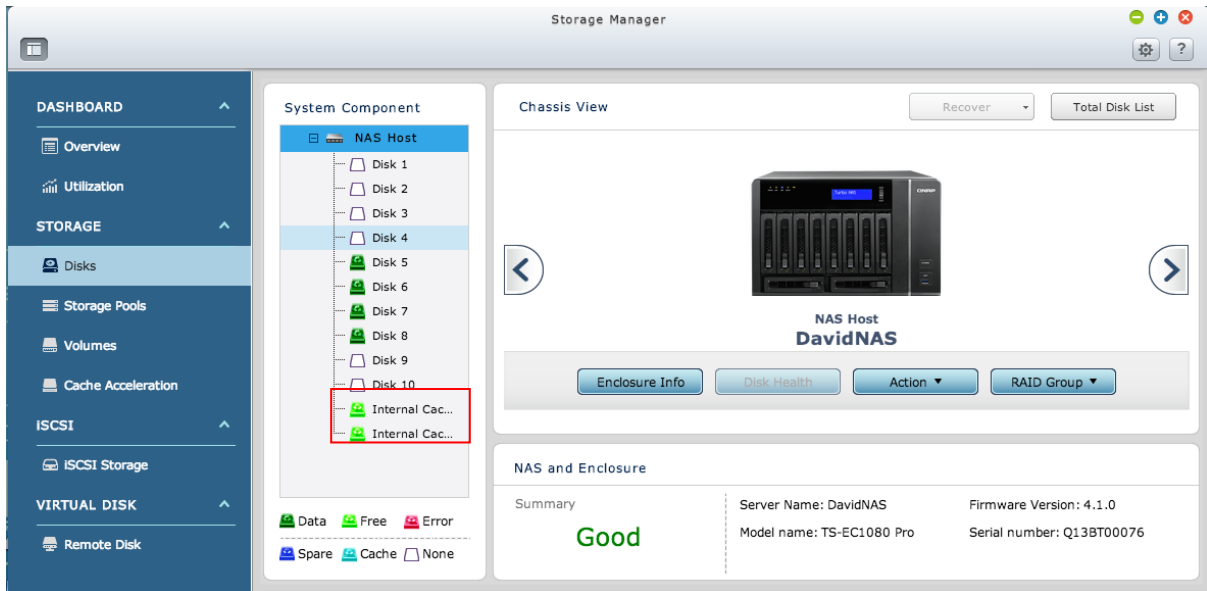 Storage Manager
?
DASHBOARD
Overview
Utilization
STORAGE
Disks
Storage Pools
Volumes
Cache Acceleration
iSCSI
iSCSI Storage
VIRTUAL DISK
Remote Disk
System Component
NAS Host
Disk 1
Disk 2
Disk 3
Disk 4
Disk 5
Disk 6
Disk 7
Disk 8
Disk 9
Disk 10
Internal Cac...
Internal Cac...
Data Free Error
Spare Cache None
Chassis View
Recover
Total Disk List
Turbo NAS
QNAP
NAS Host
DavidNAS
Enclosure Info
Disk Health
Action
RAID Group
NAS and Enclosure
Summary
Good
Server Name: DavidNAS
Model name: TS-EC1080 Pro
Firmware Version: 4.1.0
Serial number: Q13BT00076